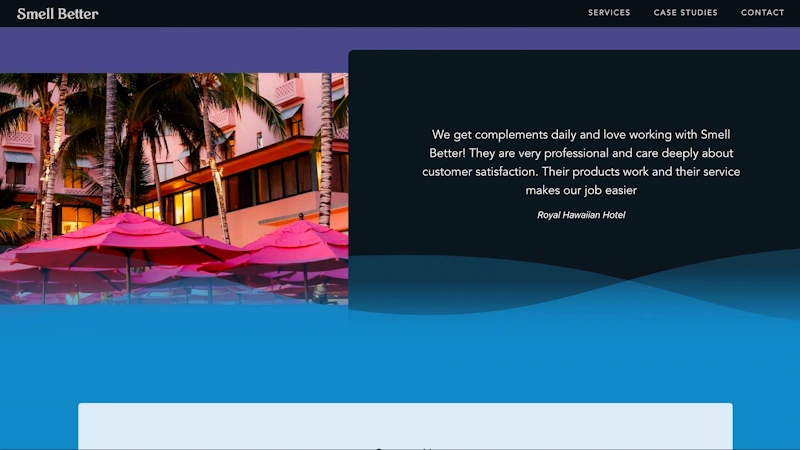 Smell Better
SERVICES CASE STUDIES CONTACT
We get complements daily and love working with Smell
Better! They are very professional and care deeply about
customer satisfaction. Their products work and their service
makes our job easier
Royal Hawaiian Hotel